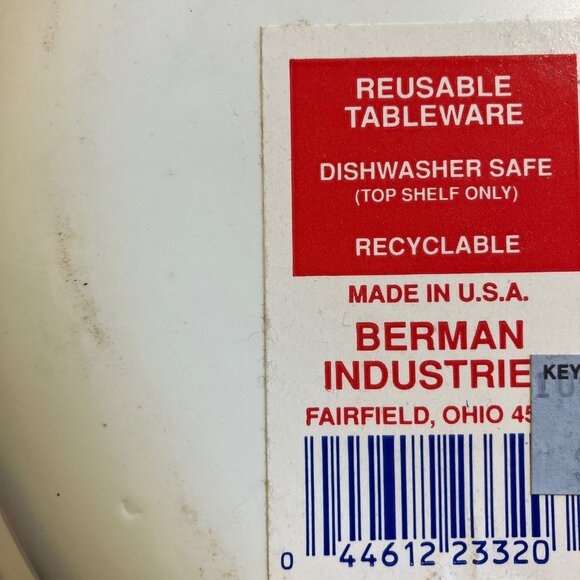 REUSABLE
TABLEWARE
DISHWASHER SAFE
(TOP SHELF ONLY)
RECYCLABLE
MADE IN U.S.A.
BERMAN
INDUSTRIE
KEY
FAIRFIELD, OHIO 45
0 44612 23320